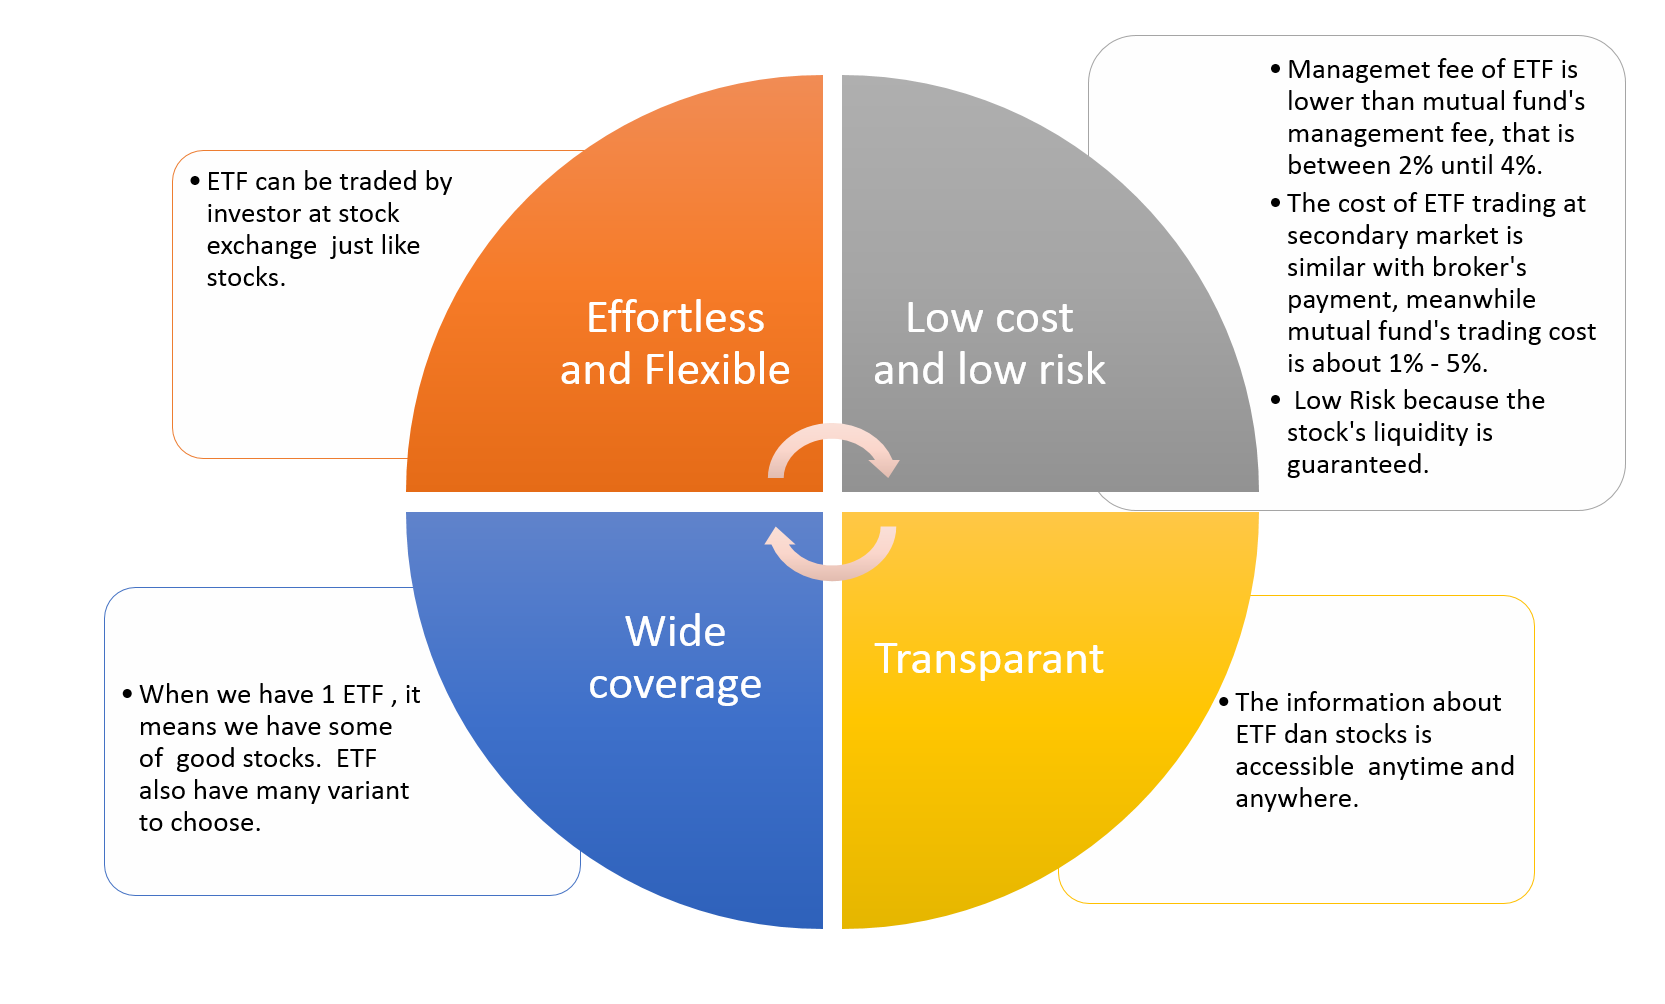 • ETF can be traded by
investor at stock
exchange  just like
stocks.
Effortless
and Flexible
Low cost
and low risk
• Managemet fee of ETF is
lower than mutual fund's
management fee, that is
between 2% until 4%.
• The cost of ETF trading at
secondary market is
similar with broker's
payment, meanwhile
mutual fund's trading cost
is about 1% - 5%.
•  Low Risk because the
stock's liquidity is
guaranteed.
• When we have 1 ETF , it
means we have some
of  good stocks.  ETF
also have many variant
to choose.
Wide
coverage
Transparant
• The information about
ETF dan stocks is
accessible  anytime and
anywhere.